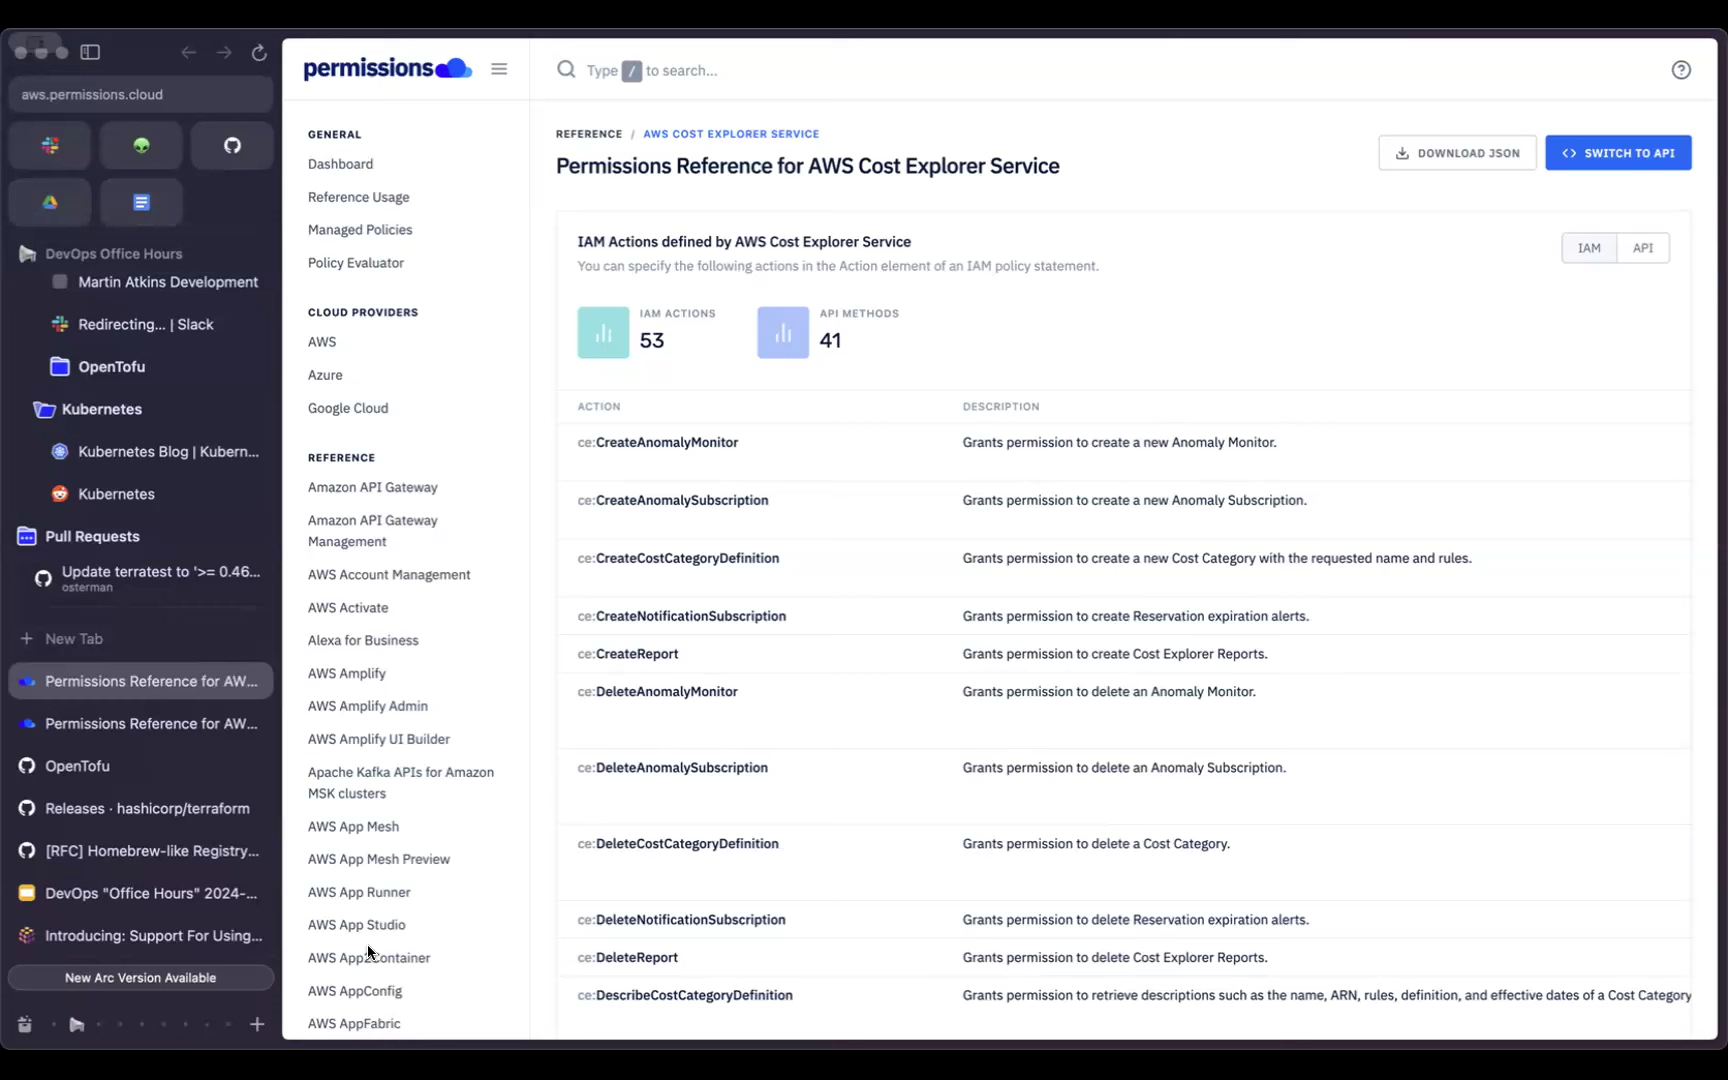 aws.permissions.cloud
DevOps Office Hours
Martin Atkins Development
Redirecting... | Slack
OpenTofu
Kubernetes
Kubernetes Blog | Kubern...
Kubernetes
Pull Requests
Update terratest to '>= 0.46...
osterman
New Tab
Permissions Reference for AW...
Permissions Reference for AW...
OpenTofu
Releases · hashicorp/terraform
[RFC] Homebrew-like Registry...
DevOps "Office Hours" 2024-...
Introducing: Support For Using...
New Arc Version Available
permissions
GENERAL
Dashboard
Reference Usage
Managed Policies
Policy Evaluator
CLOUD PROVIDERS
AWS
Azure
Google Cloud
REFERENCE
Amazon API Gateway
Amazon API Gateway
Management
AWS Account Management
AWS Activate
Alexa for Business
AWS Amplify
AWS Amplify Admin
AWS Amplify UI Builder
Apache Kafka APIs for Amazon
MSK clusters
AWS App Mesh
AWS App Mesh Preview
AWS App Runner
AWS App Studio
AWS App2Container
AWS AppConfig
AWS AppFabric
Type / to search...
REFERENCE / AWS COST EXPLORER SERVICE
Permissions Reference for AWS Cost Explorer Service
DOWNLOAD JSON
SWITCH TO API
IAM Actions defined by AWS Cost Explorer Service
You can specify the following actions in the Action element of an IAM policy statement.
IAM API
IAM ACTIONS
53
API METHODS
41
ACTION DESCRIPTION
ce:CreateAnomalyMonitor Grants permission to create a new Anomaly Monitor.
ce:CreateAnomalySubscription Grants permission to create a new Anomaly Subscription.
ce:CreateCostCategoryDefinition Grants permission to create a new Cost Category with the requested name and rules.
ce:CreateNotificationSubscription Grants permission to create Reservation expiration alerts.
ce:CreateReport Grants permission to create Cost Explorer Reports.
ce:DeleteAnomalyMonitor Grants permission to delete an Anomaly Monitor.
ce:DeleteAnomalySubscription Grants permission to delete an Anomaly Subscription.
ce:DeleteCostCategoryDefinition Grants permission to delete a Cost Category.
ce:DeleteNotificationSubscription Grants permission to delete Reservation expiration alerts.
ce:DeleteReport Grants permission to delete Cost Explorer Reports.
ce:DescribeCostCategoryDefinition Grants permission to retrieve descriptions such as the name, ARN, rules, definition, and effective dates of a Cost Category